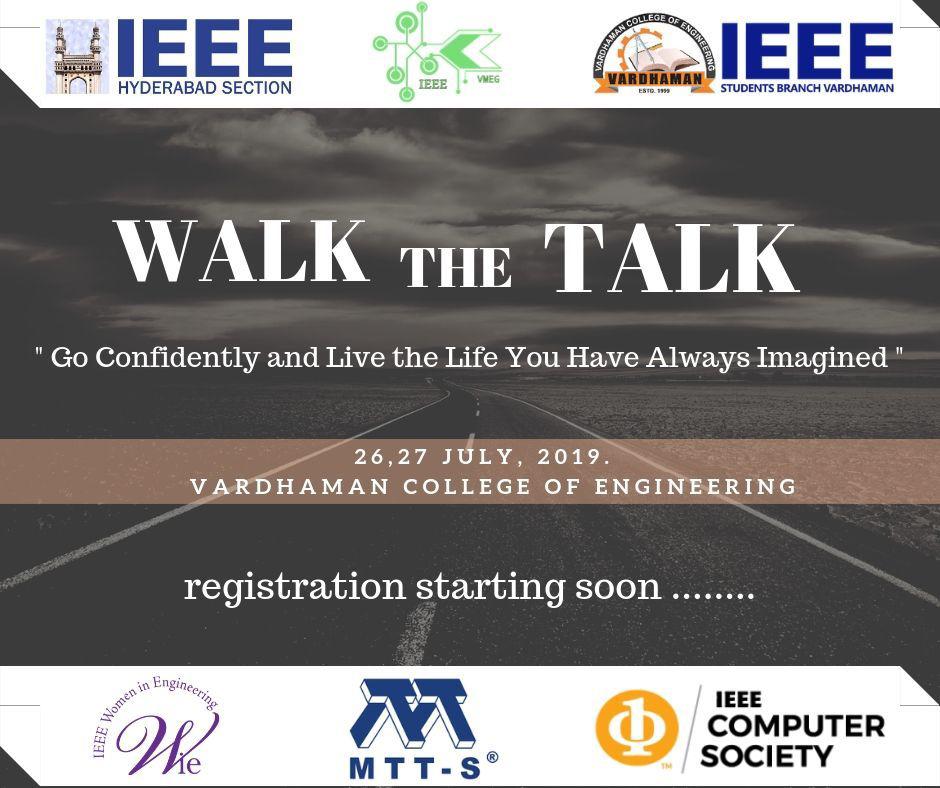 IEEE
HYDERABAD SECTION
IEEE
VMEG
VARDHAMAN COLLEGE OF ENGINEERING
VARDHAMAN
ESTD. 1999
IEEE
STUDENTS BRANCH VARDHAMAN
WALK THE TALK
" Go Confidently and Live the Life You Have Always Imagined "
26,27 JULY, 2019.
VARDHAMAN COLLEGE OF ENGINEERING
registration starting soon ........
IEEE Women in Engineering
Wie
MTT-S®
TM
IEEE
COMPUTER
SOCIETY